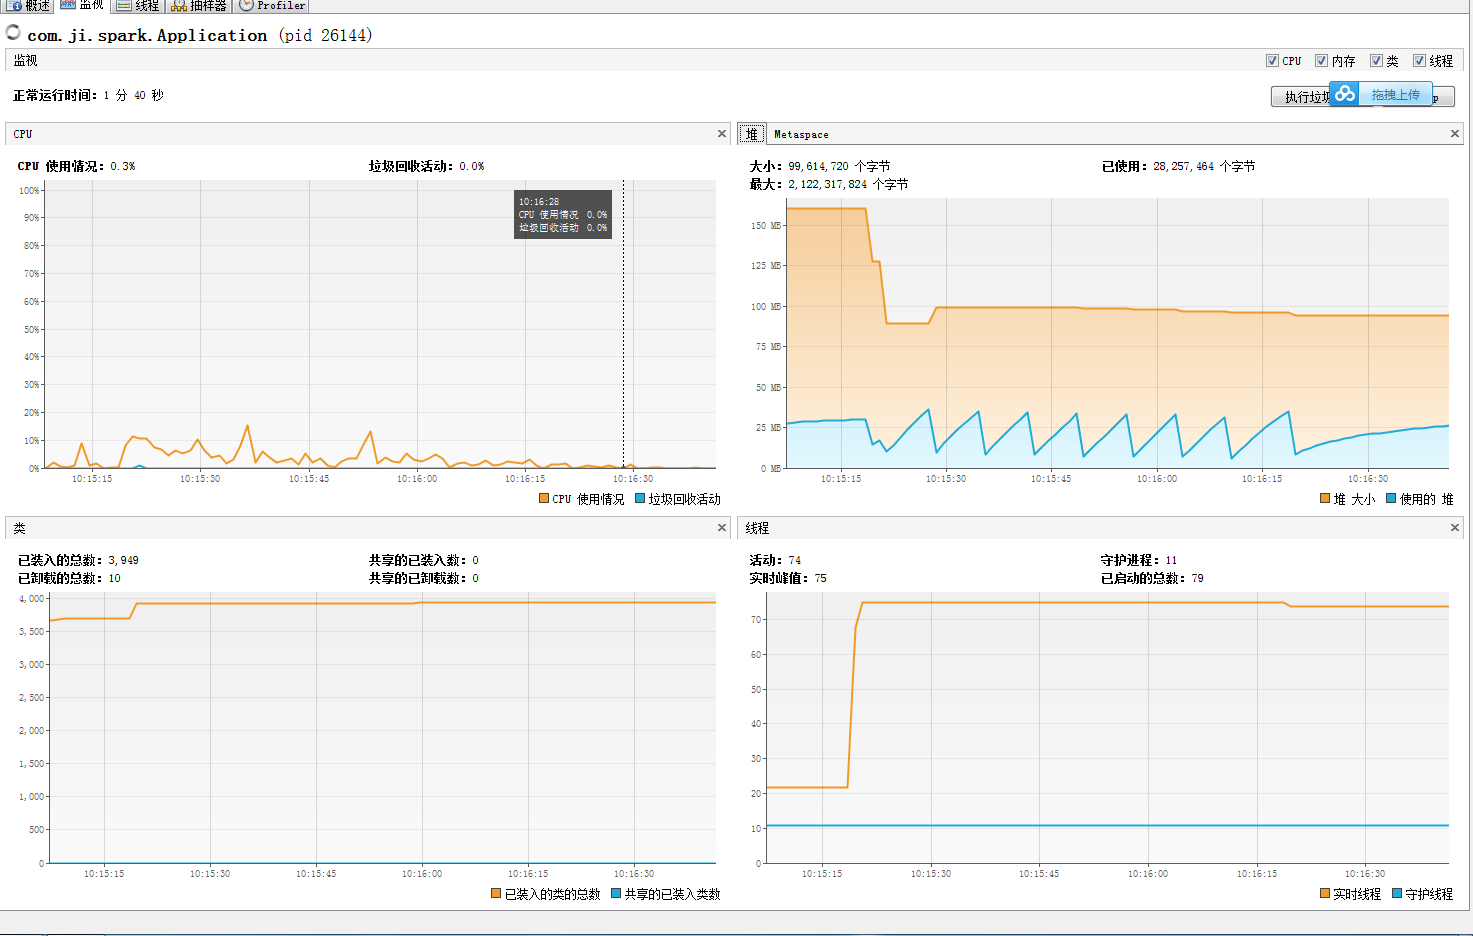 概述 监视 线程 抽样器 Profiler
com.ji.spark.Application (pid 26144)
监视
CPU 内存 类 线程
正常运行时间: 1 分 40 秒
执行垃圾
拖拽上传
p
CPU
CPU 使用情况: 0.3%
垃圾回收活动: 0.0%
100%
90%
80%
70%
60%
50%
40%
30%
20%
10%
0%
10:16:28
CPU 使用情况 0.0%
垃圾回收活动 0.0%
10:15:15 10:15:30 10:15:45 10:16:00 10:16:15 10:16:30
CPU 使用情况 垃圾回收活动
堆 Metaspace
大小: 99,614,720 个字节
已使用: 28,257,464 个字节
最大: 2,122,317,824 个字节
150 MB
125 MB
100 MB
75 MB
50 MB
25 MB
0 MB
10:15:15 10:15:30 10:15:45 10:16:00 10:16:15 10:16:30
堆 大小 使用的 堆
类
已装入的总数: 3,949
共享的已装入数: 0
已卸载的总数: 10
共享的已卸载数: 0
4,000
3,500
3,000
2,500
2,000
1,500
1,000
500
0
10:15:15 10:15:30 10:15:45 10:16:00 10:16:15 10:16:30
已装入的类的总数 共享的已装入类数
线程
活动: 74
守护进程: 11
实时峰值: 75
已启动的总数: 79
70
60
50
40
30
20
10
0
10:15:15 10:15:30 10:15:45 10:16:00 10:16:15 10:16:30
实时线程 守护线程